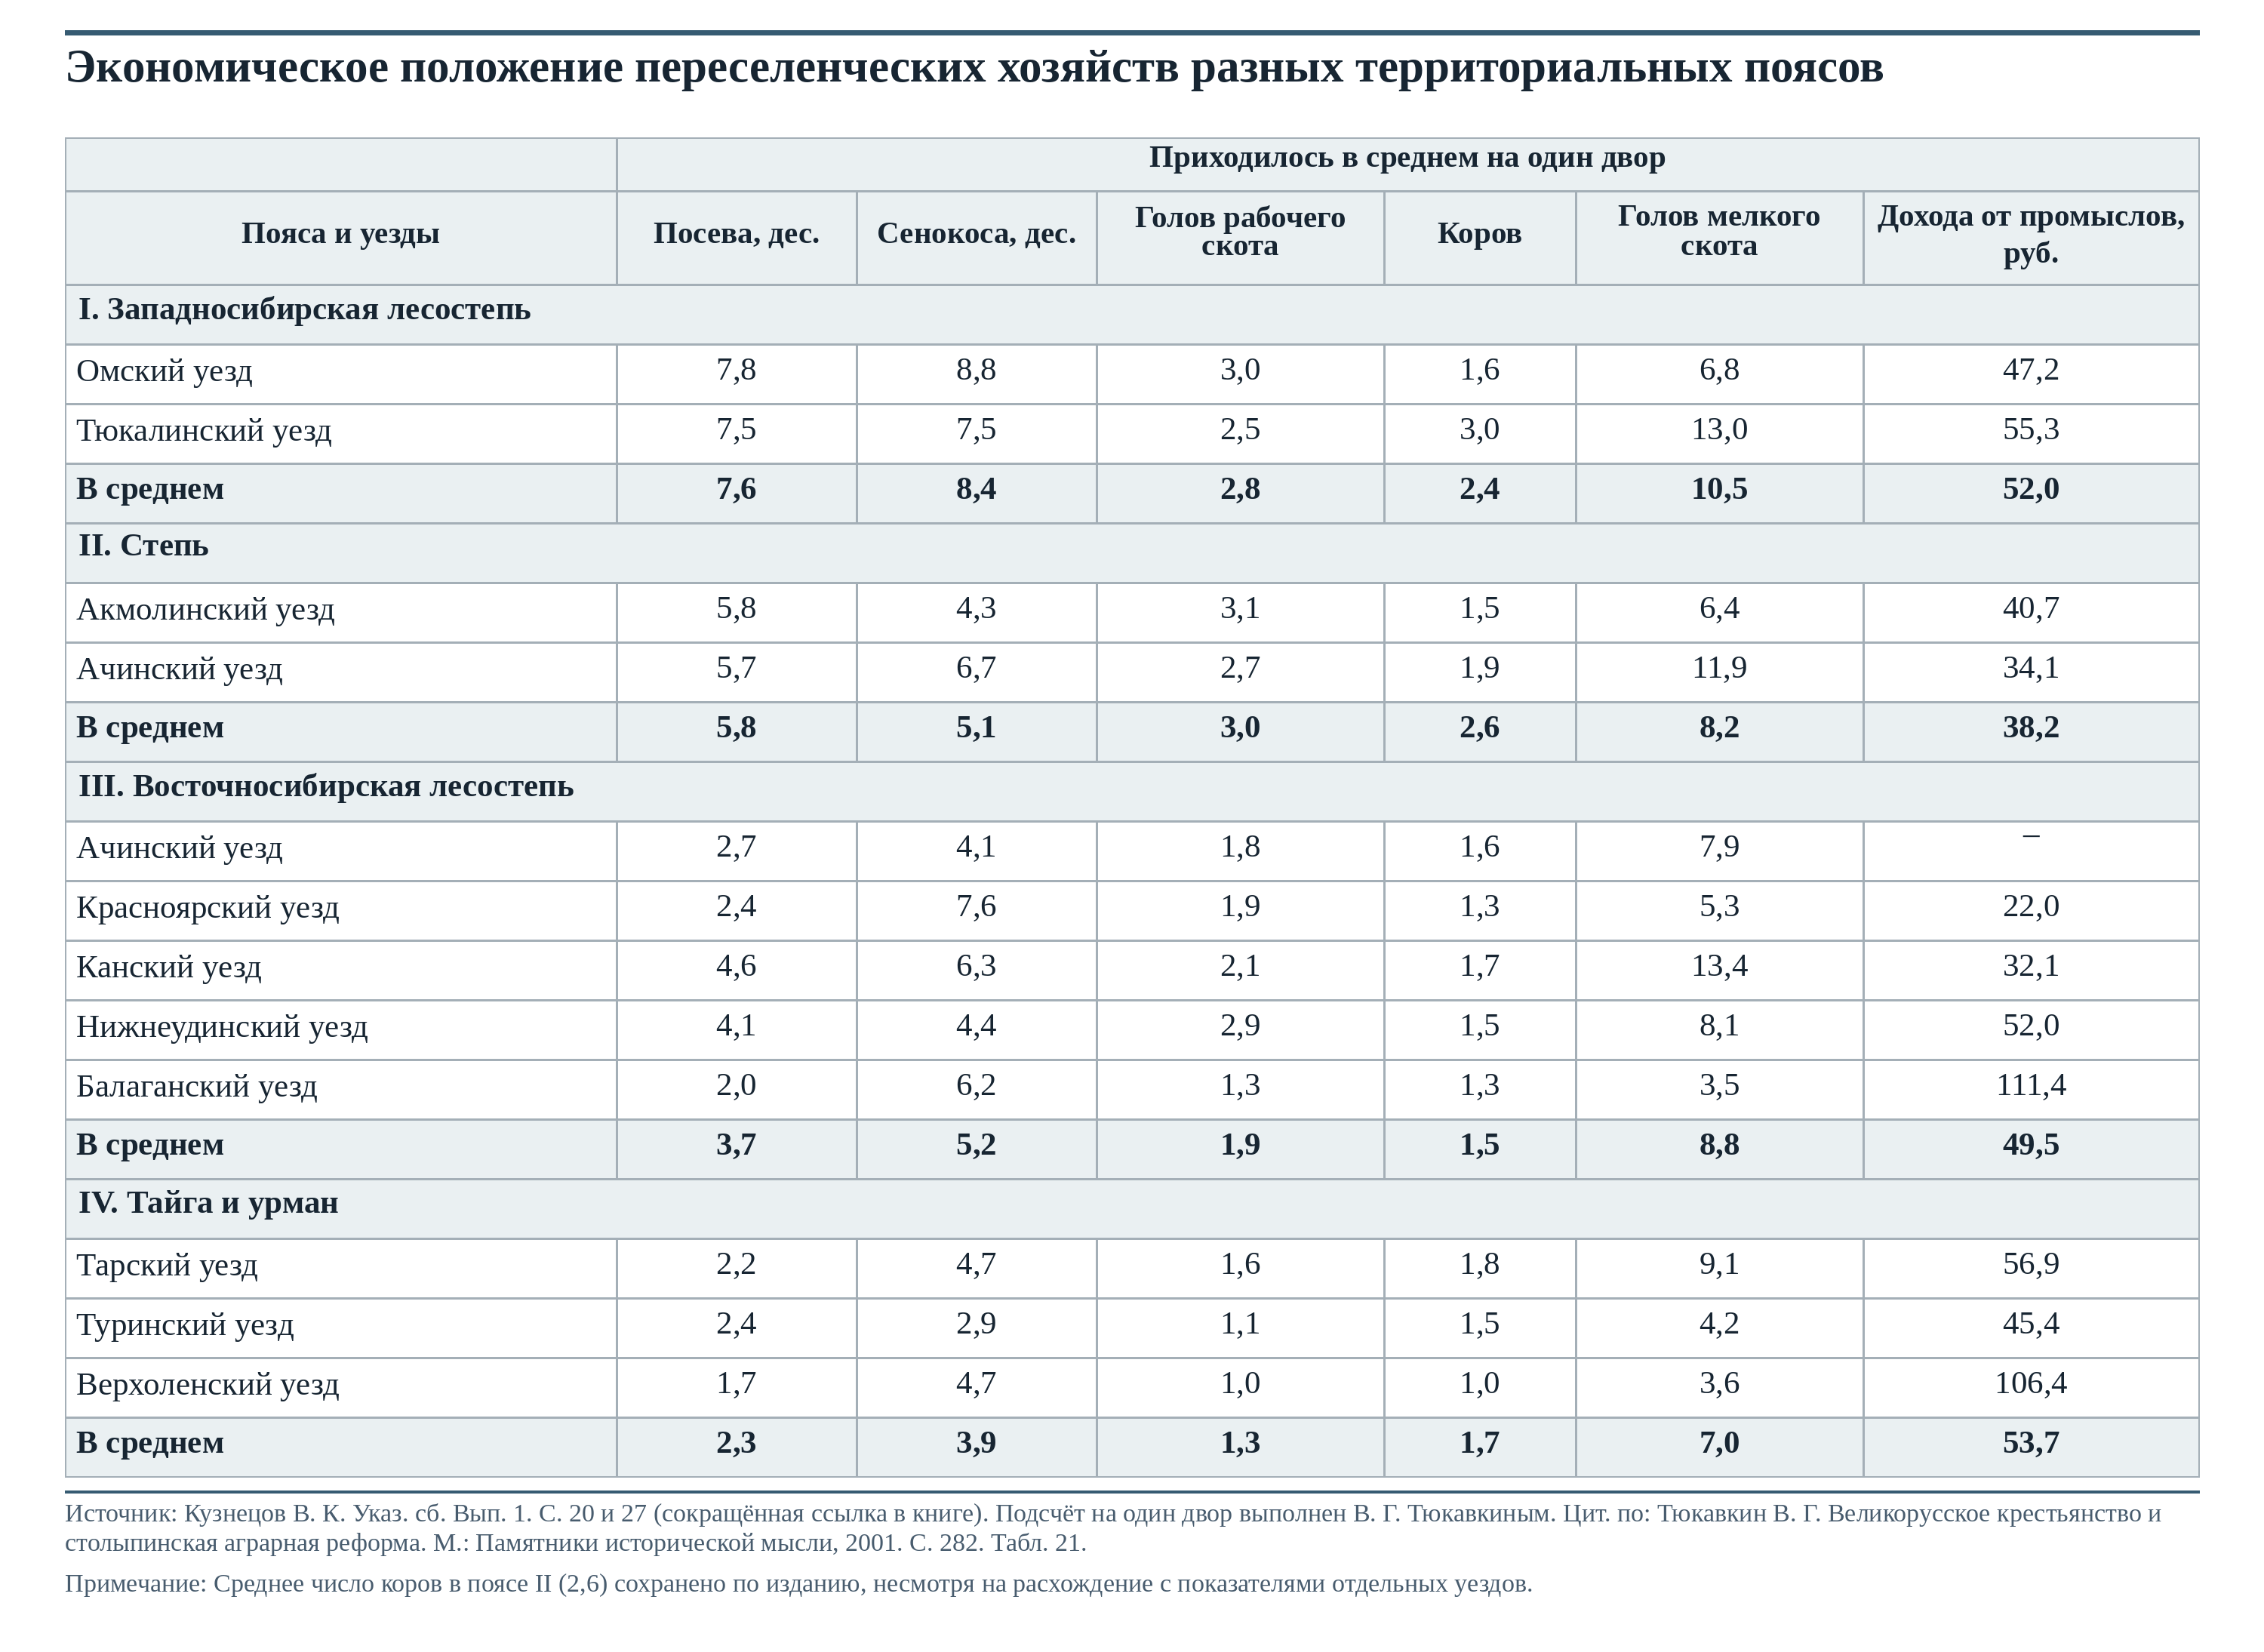 Экономическое положение переселенческих хозяйств разных территориальных поясов
Приходилось в среднем на один двор
Пояса и уезды Посева, дес. Сенокоса, дес. Голов рабочего скота Коров Голов мелкого скота Дохода от промыслов, руб.
I. Западносибирская лесостепь
Омский уезд 7,8 8,8 3,0 1,6 6,8 47,2
Тюкалинский уезд 7,5 7,5 2,5 3,0 13,0 55,3
В среднем 7,6 8,4 2,8 2,4 10,5 52,0
II. Степь
Акмолинский уезд 5,8 4,3 3,1 1,5 6,4 40,7
Ачинский уезд 5,7 6,7 2,7 1,9 11,9 34,1
В среднем 5,8 5,1 3,0 2,6 8,2 38,2
III. Восточносибирская лесостепь
Ачинский уезд 2,7 4,1 1,8 1,6 7,9 –
Красноярский уезд 2,4 7,6 1,9 1,3 5,3 22,0
Канский уезд 4,6 6,3 2,1 1,7 13,4 32,1
Нижнеудинский уезд 4,1 4,4 2,9 1,5 8,1 52,0
Балаганский уезд 2,0 6,2 1,3 1,3 3,5 111,4
В среднем 3,7 5,2 1,9 1,5 8,8 49,5
IV. Тайга и урман
Тарский уезд 2,2 4,7 1,6 1,8 9,1 56,9
Туринский уезд 2,4 2,9 1,1 1,5 4,2 45,4
Верхоленский уезд 1,7 4,7 1,0 1,0 3,6 106,4
В среднем 2,3 3,9 1,3 1,7 7,0 53,7
Источник: Кузнецов В. К. Указ. сб. Вып. 1. С. 20 и 27 (сокращённая ссылка в книге). Подсчёт на один двор выполнен В. Г. Тюкавкиным. Цит. по: Тюкавкин В. Г. Великорусское крестьянство и
столыпинская аграрная реформа. М.: Памятники исторической мысли, 2001. С. 282. Табл. 21.
Примечание: Среднее число коров в поясе II (2,6) сохранено по изданию, несмотря на расхождение с показателями отдельных уездов.